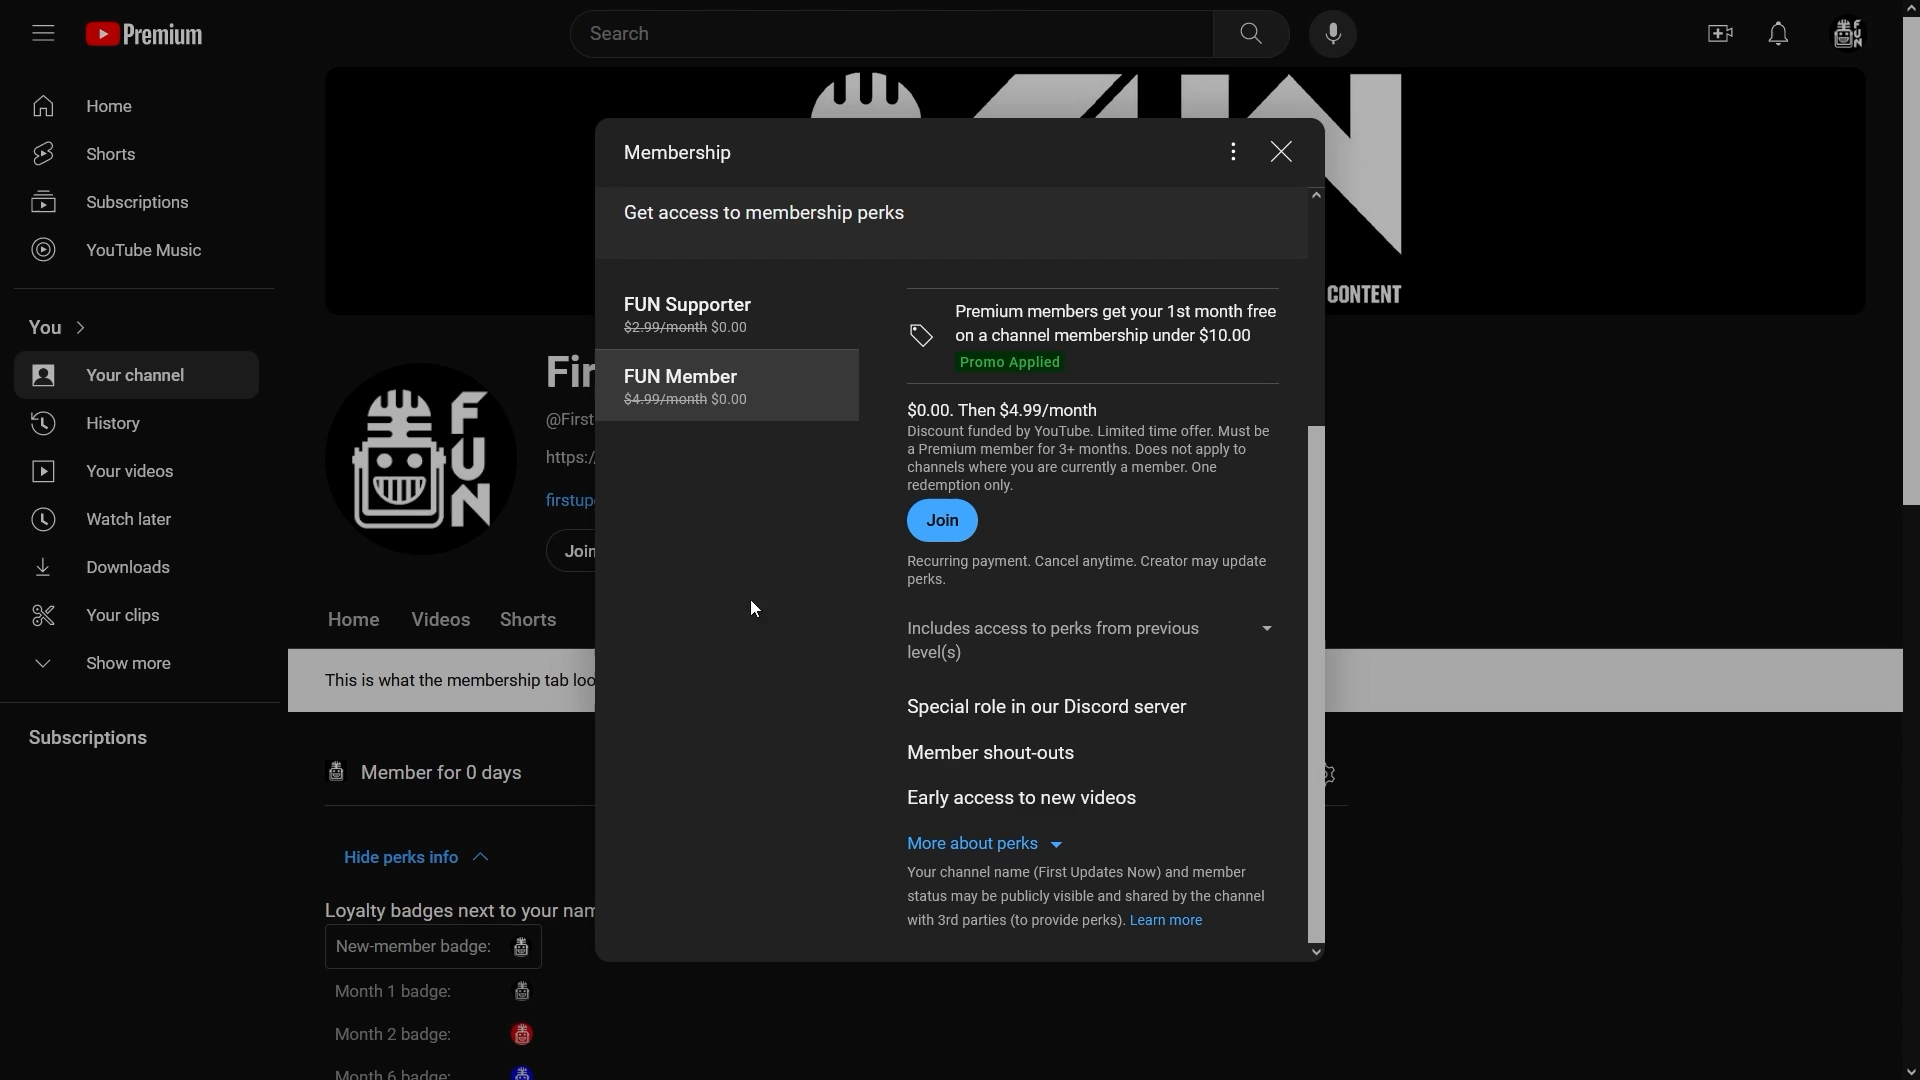 Premium
Search
FUN
Home
Shorts
Subscriptions
YouTube Music
You
Your channel
History
Your videos
Watch later
Downloads
Your clips
Show more
Subscriptions
CONTENT
FUN
Fir
@First
https:/
firstup
Join
Home Videos Shorts
This is what the membership tab loo
Member for 0 days
Hide perks info
Loyalty badges next to your nam
New-member badge:
Month 1 badge:
Month 2 badge:
Month 6 badge:
Membership
Get access to membership perks
FUN Supporter
$2.99/month $0.00
FUN Member
$4.99/month $0.00
Premium members get your 1st month free
on a channel membership under $10.00
Promo Applied
$0.00. Then $4.99/month
Discount funded by YouTube. Limited time offer. Must be
a Premium member for 3+ months. Does not apply to
channels where you are currently a member. One
redemption only.
Join
Recurring payment. Cancel anytime. Creator may update
perks.
Includes access to perks from previous
level(s)
Special role in our Discord server
Member shout-outs
Early access to new videos
More about perks
Your channel name (First Updates Now) and member
status may be publicly visible and shared by the channel
with 3rd parties (to provide perks). Learn more